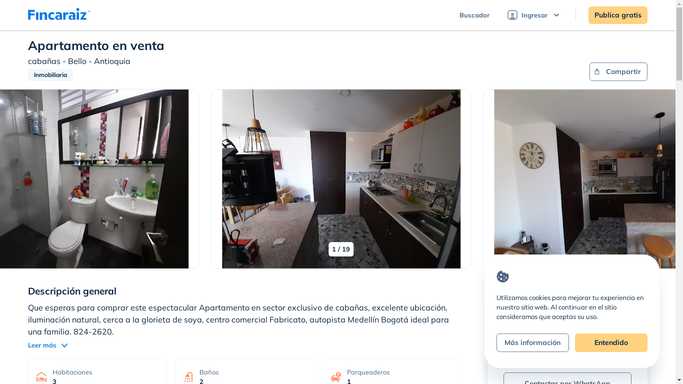 Fincaraiz
Buscador
Ingresar
Publica gratis
Apartamento en venta
cabañas - Bello - Antioquia
Inmobiliaria
Compartir
1 / 19
Descripción general
Que esperas para comprar este espectacular Apartamento en sector exclusivo de cabañas, excelente ubicación,
iluminación natural, cerca a la glorieta de soya, centro comercial Fabricato, autopista Medellín Bogotá ideal para
una familia. 824-2620.
Leer más
Habitaciones
3
Baños
2
Parqueaderos
1
Utilizamos cookies para mejorar tu experiencia en
nuestro sitio web. Al continuar en el sitio
consideramos que aceptas su uso.
Más información
Entendido
Contactar por WhatsApp